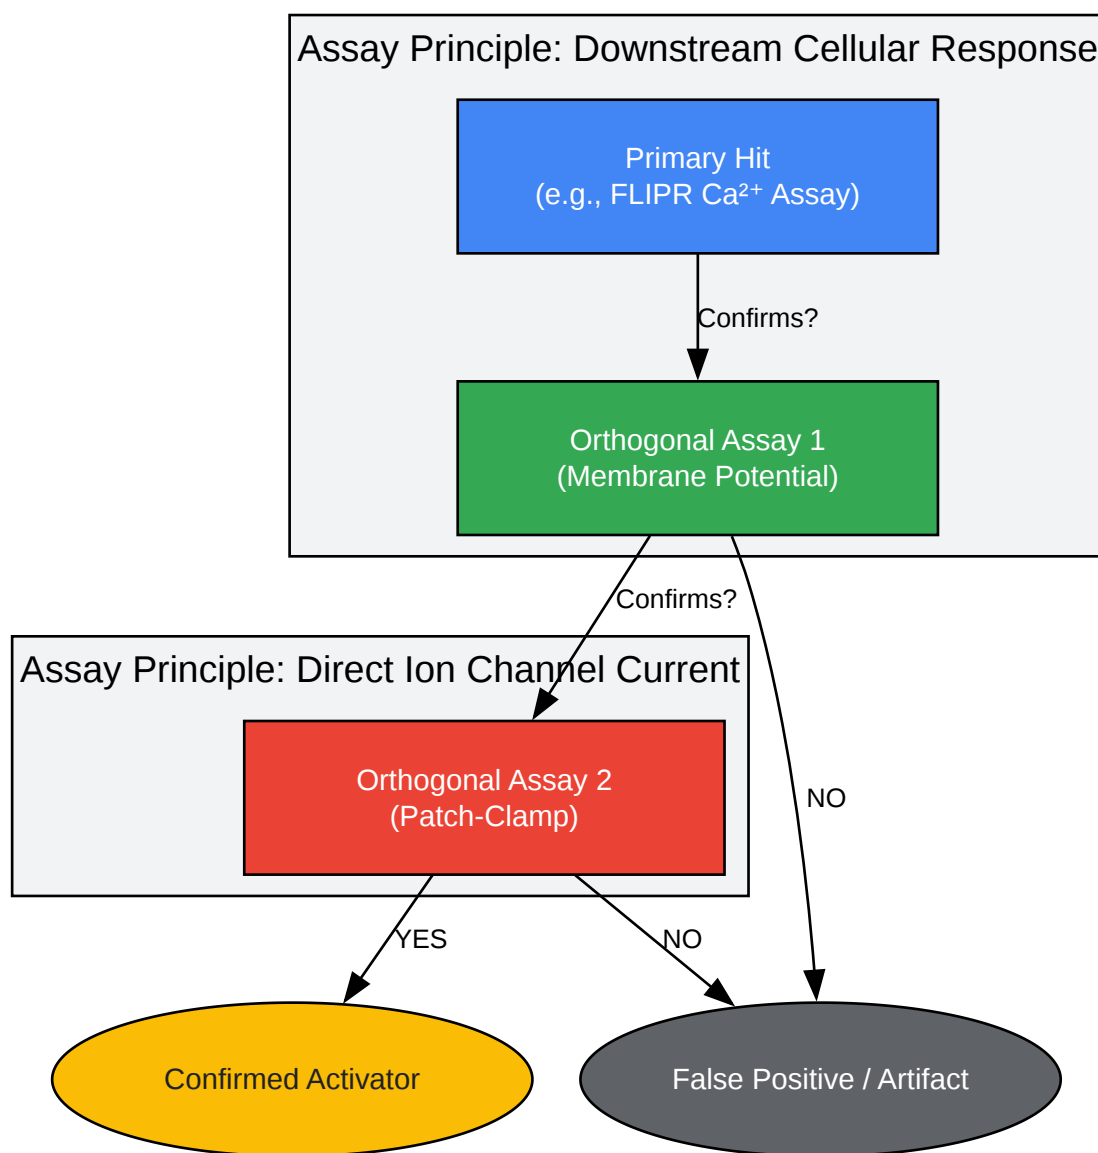 Assay Principle: Downstream Cellular Response
Primary Hit
(e.g., FLIPR Ca²⁺ Assay)
Confirms?
Orthogonal Assay 1
(Membrane Potential)
Confirms?
Assay Principle: Direct Ion Channel Current
Orthogonal Assay 2
(Patch-Clamp)
NO
YES
NO
Confirmed Activator
False Positive / Artifact